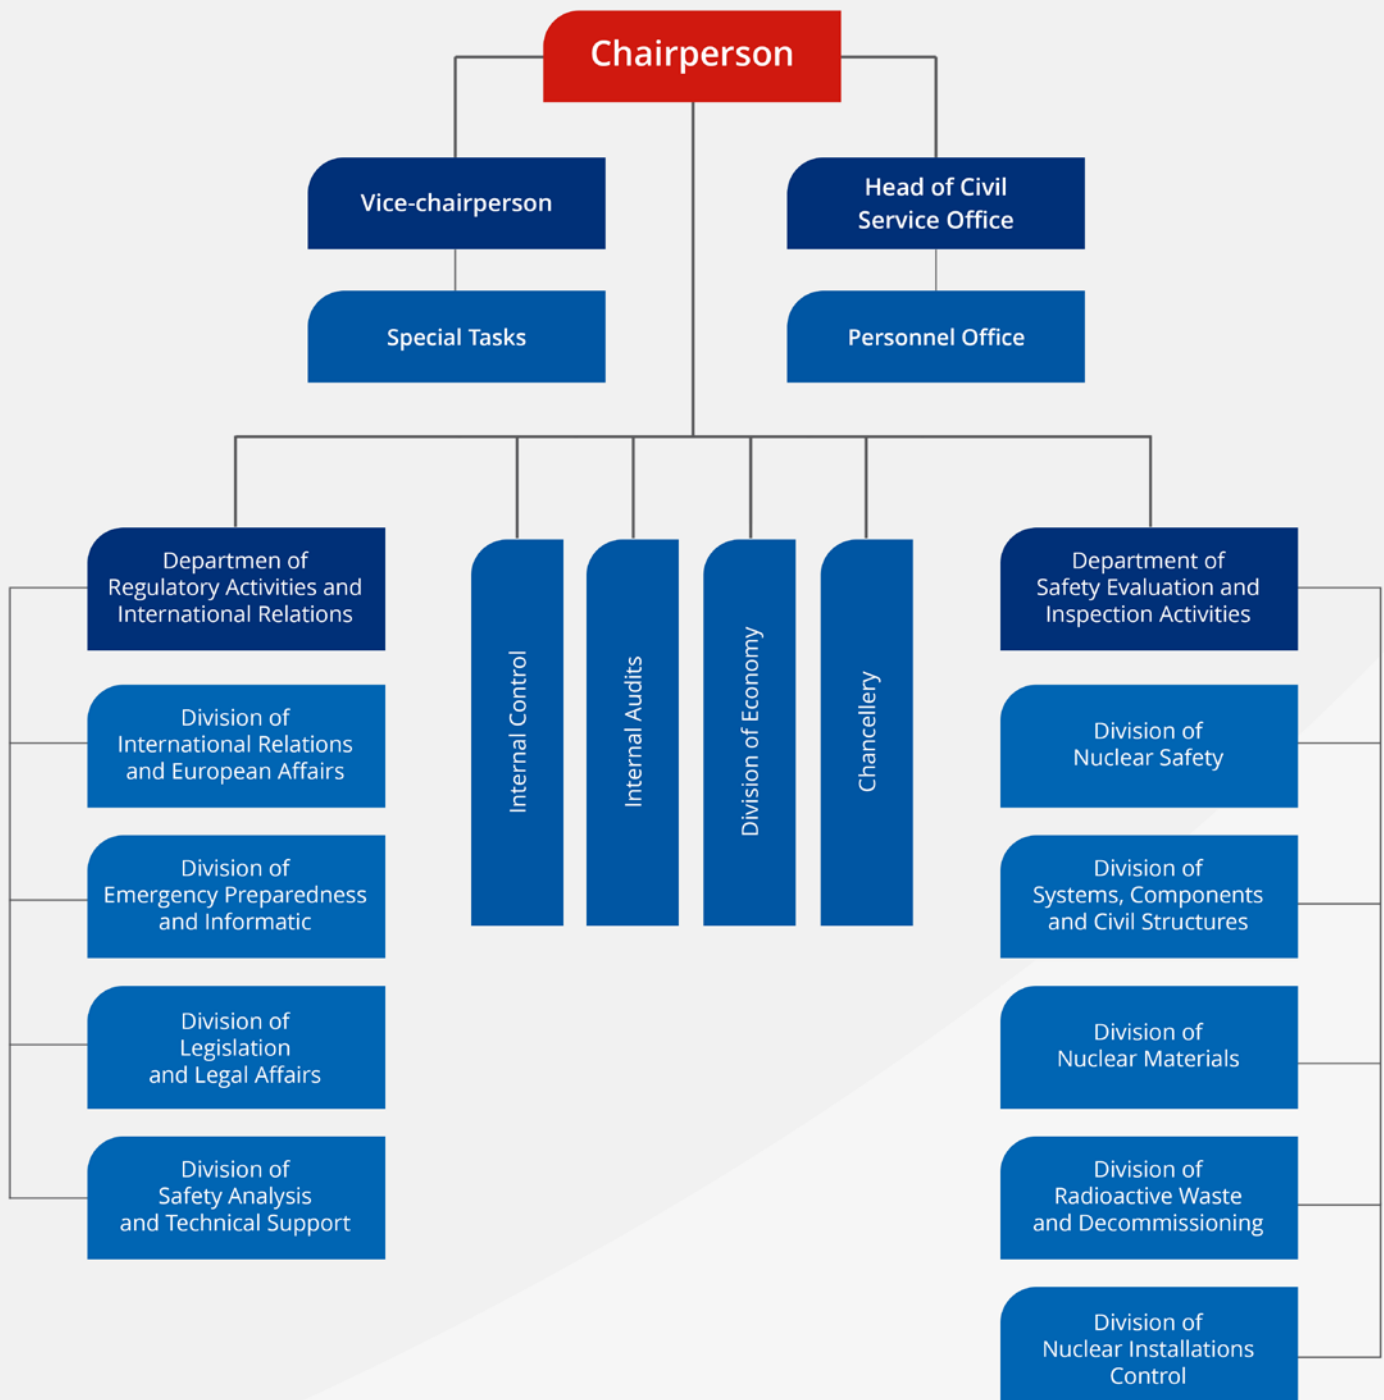 Chairperson
Vice-chairperson
Head of Civil
Service Office
Special Tasks
Personnel Office
Departmen of
Regulatory Activities and
International Relations
Division of
International Relations
and European Affairs
Division of
Emergency Preparedness
and Informatic
Division of
Legislation
and Legal Affairs
Division of
Safety Analysis
and Technical Support
Internal Control
Internal Audits
Division of Economy
Chancellery
Department of
Safety Evaluation and
Inspection Activities
Division of
Nuclear Safety
Division of
Systems, Components
and Civil Structures
Division of
Nuclear Materials
Division of
Radioactive Waste
and Decommissioning
Division of
Nuclear Installations
Control